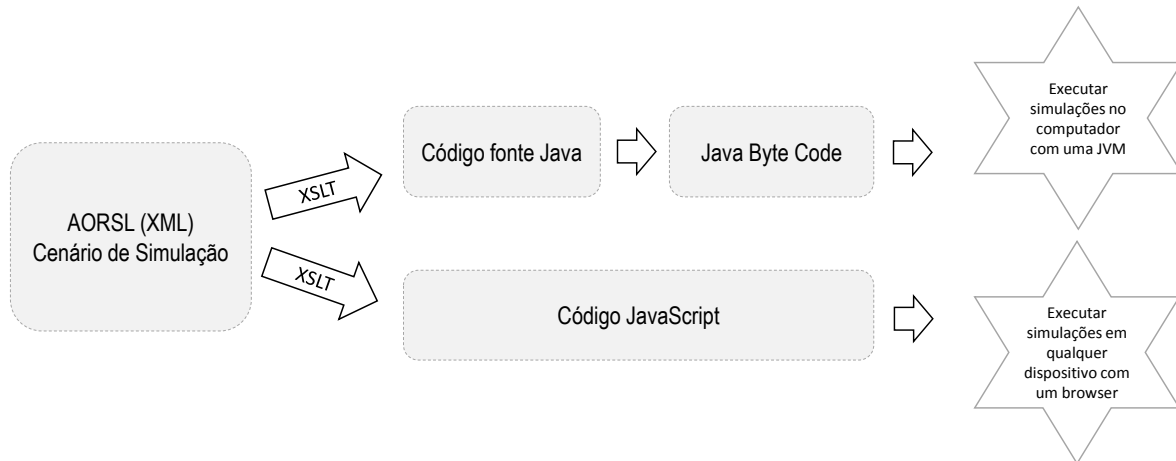 AORSL (XML)
Cenário de Simulação
XSLT
Código fonte Java
Java Byte Code
Executar
simulações no
computador
com uma JVM
XSLT
Código JavaScript
Executar
simulações em
qualquer
dispositivo com
um browser